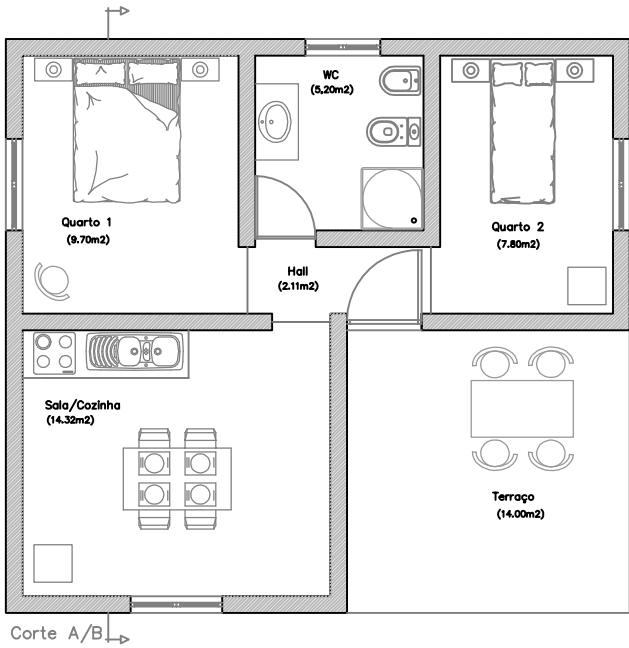 WC
(5,20m2)
Quarto 1
(9.70m2)
Quarto 2
(7.80m2)
Hall
(2.11m2)
Sala/Cozinha
(14.32m2)
Terraço
(14.00m2)
Corte A/B